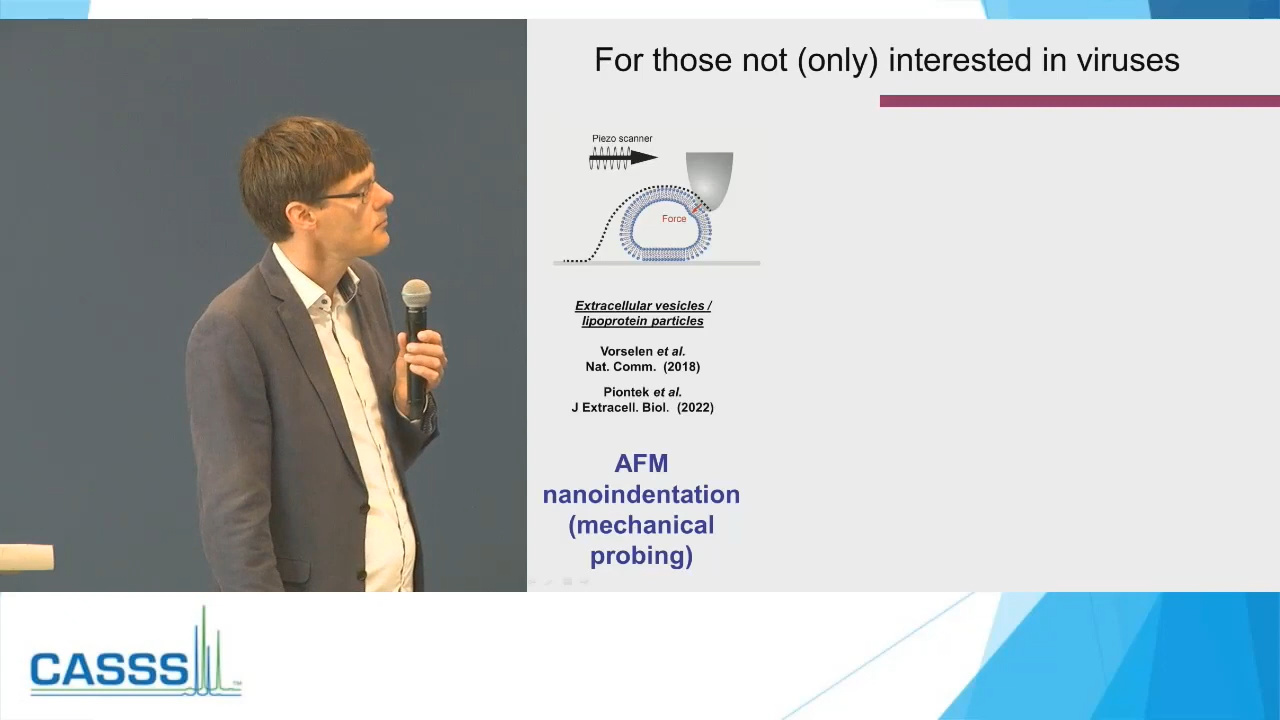 For those not (only) interested in viruses
Piezo scanner
Force
Extracellular vesicles /
lipoprotein particles
Vorselen et al.
Nat. Comm. (2018)
Piontek et al.
J Extracell. Biol. (2022)
AFM
nanoindentation
(mechanical
probing)
CASSS
TM